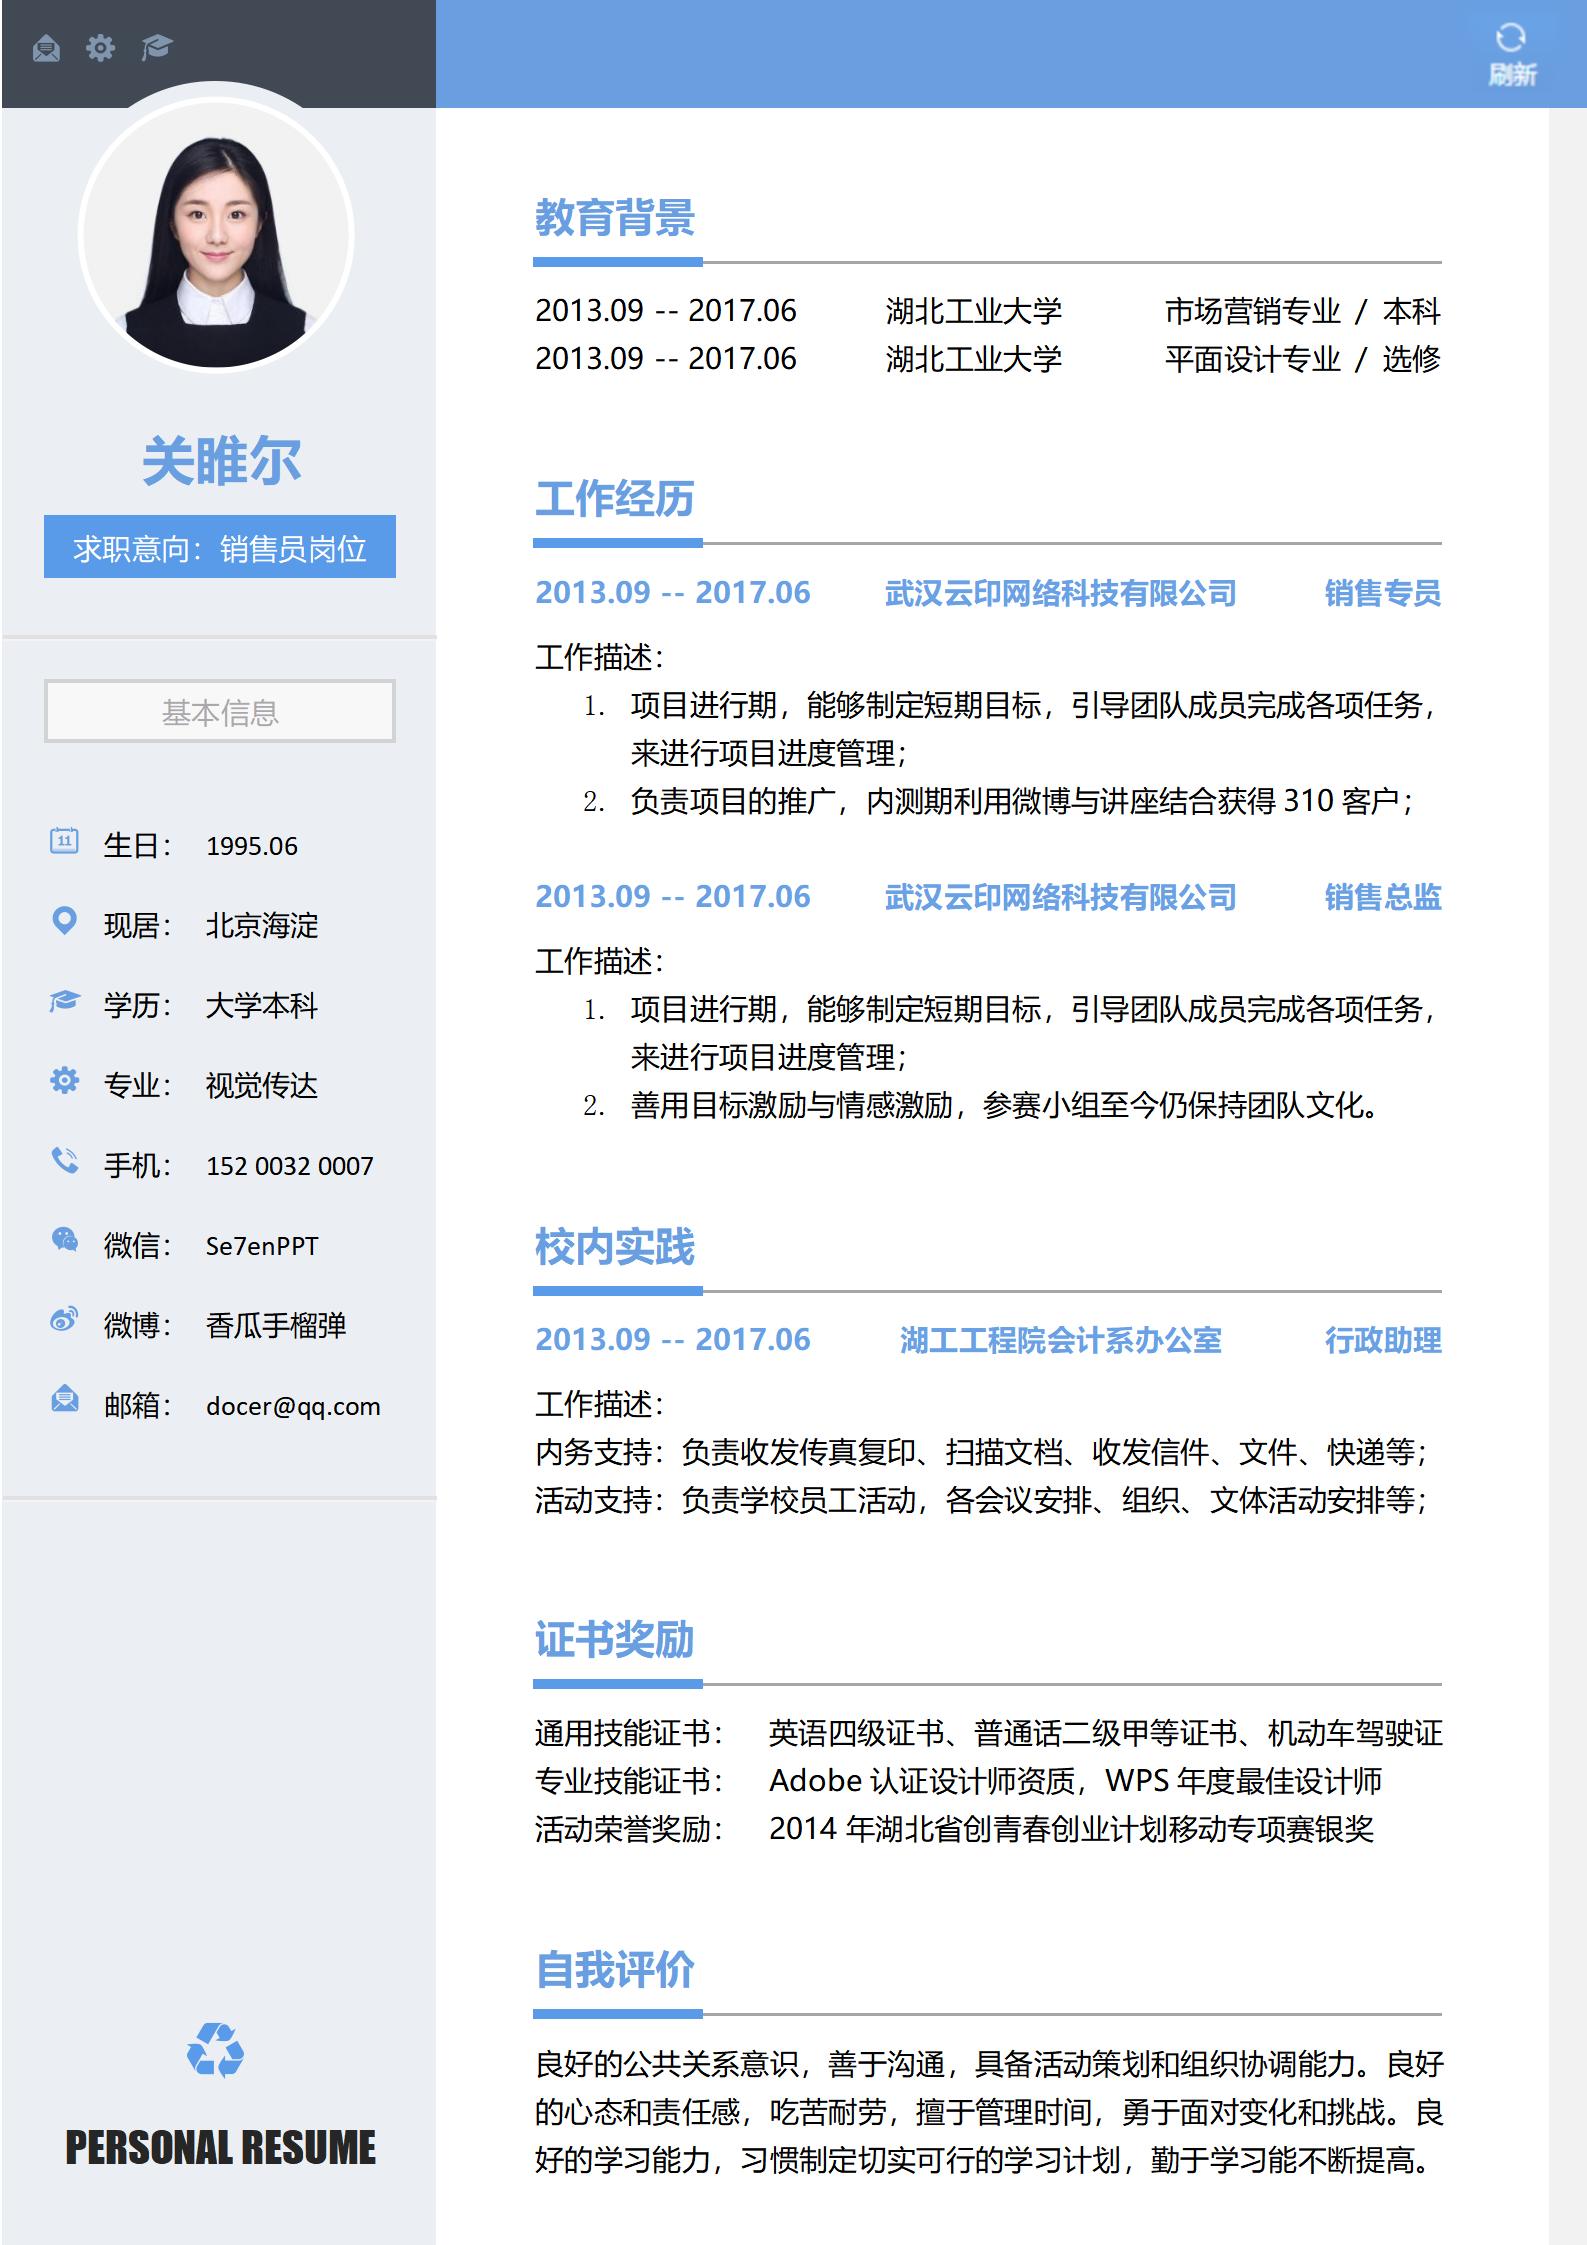 刷新
关睢尔
求职意向：销售员岗位
基本信息
11
生日： 1995.06
现居： 北京海淀
学历： 大学本科
专业： 视觉传达
手机： 152 0032 0007
微信： Se7enPPT
微博： 香瓜手榴弹
邮箱： docer@qq.com
PERSONAL RESUME
教育背景
2013.09 -- 2017.06 湖北工业大学 市场营销专业 / 本科
2013.09 -- 2017.06 湖北工业大学 平面设计专业 / 选修
工作经历
2013.09 -- 2017.06 武汉云印网络科技有限公司 销售专员
工作描述：
1. 项目进行期，能够制定短期目标，引导团队成员完成各项任务，
来进行项目进度管理；
2. 负责项目的推广，内测期利用微博与讲座结合获得 310 客户；
2013.09 -- 2017.06 武汉云印网络科技有限公司 销售总监
工作描述：
1. 项目进行期，能够制定短期目标，引导团队成员完成各项任务，
来进行项目进度管理；
2. 善用目标激励与情感激励，参赛小组至今仍保持团队文化。
校内实践
2013.09 -- 2017.06 湖工工程院会计系办公室 行政助理
工作描述：
内务支持：负责收发传真复印、扫描文档、收发信件、文件、快递等；
活动支持：负责学校员工活动，各会议安排、组织、文体活动安排等；
证书奖励
通用技能证书： 英语四级证书、普通话二级甲等证书、机动车驾驶证
专业技能证书： Adobe 认证设计师资质，WPS 年度最佳设计师
活动荣誉奖励： 2014 年湖北省创青春创业计划移动专项赛银奖
自我评价
良好的公共关系意识，善于沟通，具备活动策划和组织协调能力。良好
的心态和责任感，吃苦耐劳，擅于管理时间，勇于面对变化和挑战。良
好的学习能力，习惯制定切实可行的学习计划，勤于学习能不断提高。